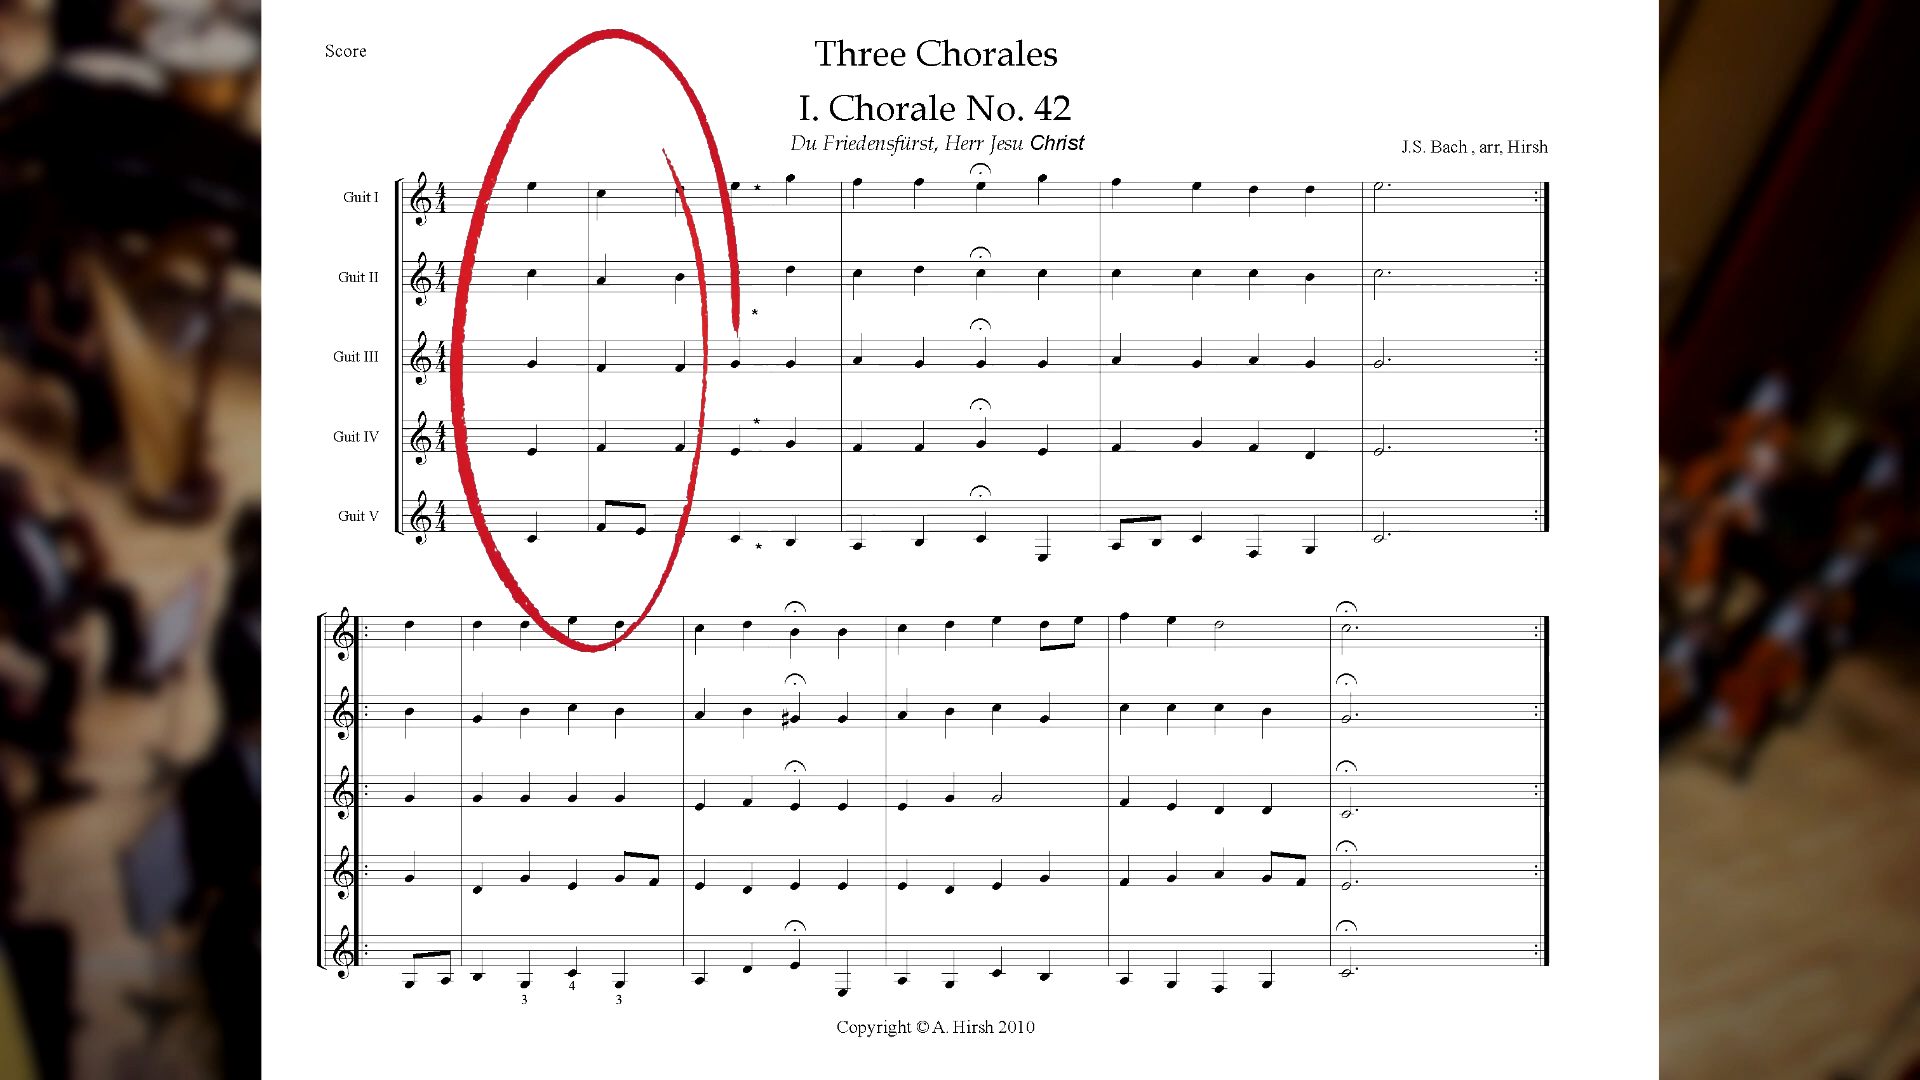 Score
Three Chorales
I. Chorale No. 42
Du Friedensfürst, Herr Jesu Christ
J.S. Bach , arr, Hirsh
Guit I
Guit II
Guit III
Guit IV
Guit V
3 4 3
Copyright © A. Hirsh 2010